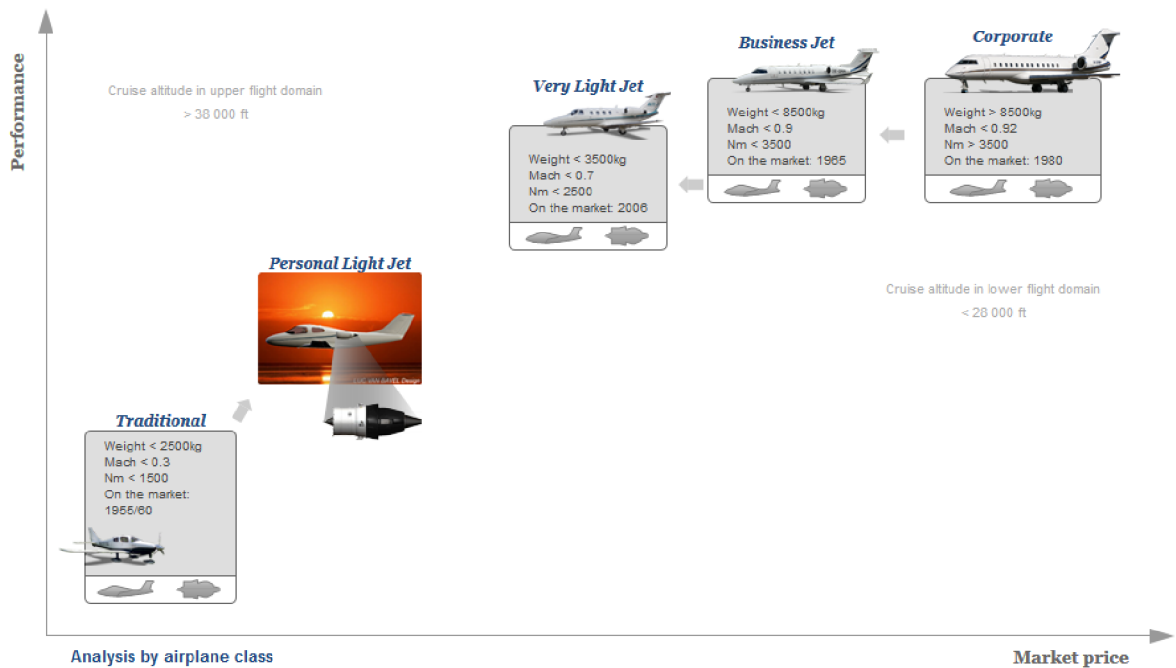 Performance
Cruise altitude in upper flight domain
> 38 000 ft
Very Light Jet
Weight < 3500kg
Mach < 0.7
Nm < 2500
On the market: 2006
Business Jet
Weight < 8500kg
Mach < 0.9
Nm < 3500
On the market: 1965
Corporate
Weight > 8500kg
Mach < 0.92
Nm > 3500
On the market: 1980
Personal Light Jet
LUC VAN BAVEL Design
Cruise altitude in lower flight domain
< 28 000 ft
Traditional
Weight < 2500kg
Mach < 0.3
Nm < 1500
On the market:
1955/60
Analysis by airplane class
Market price